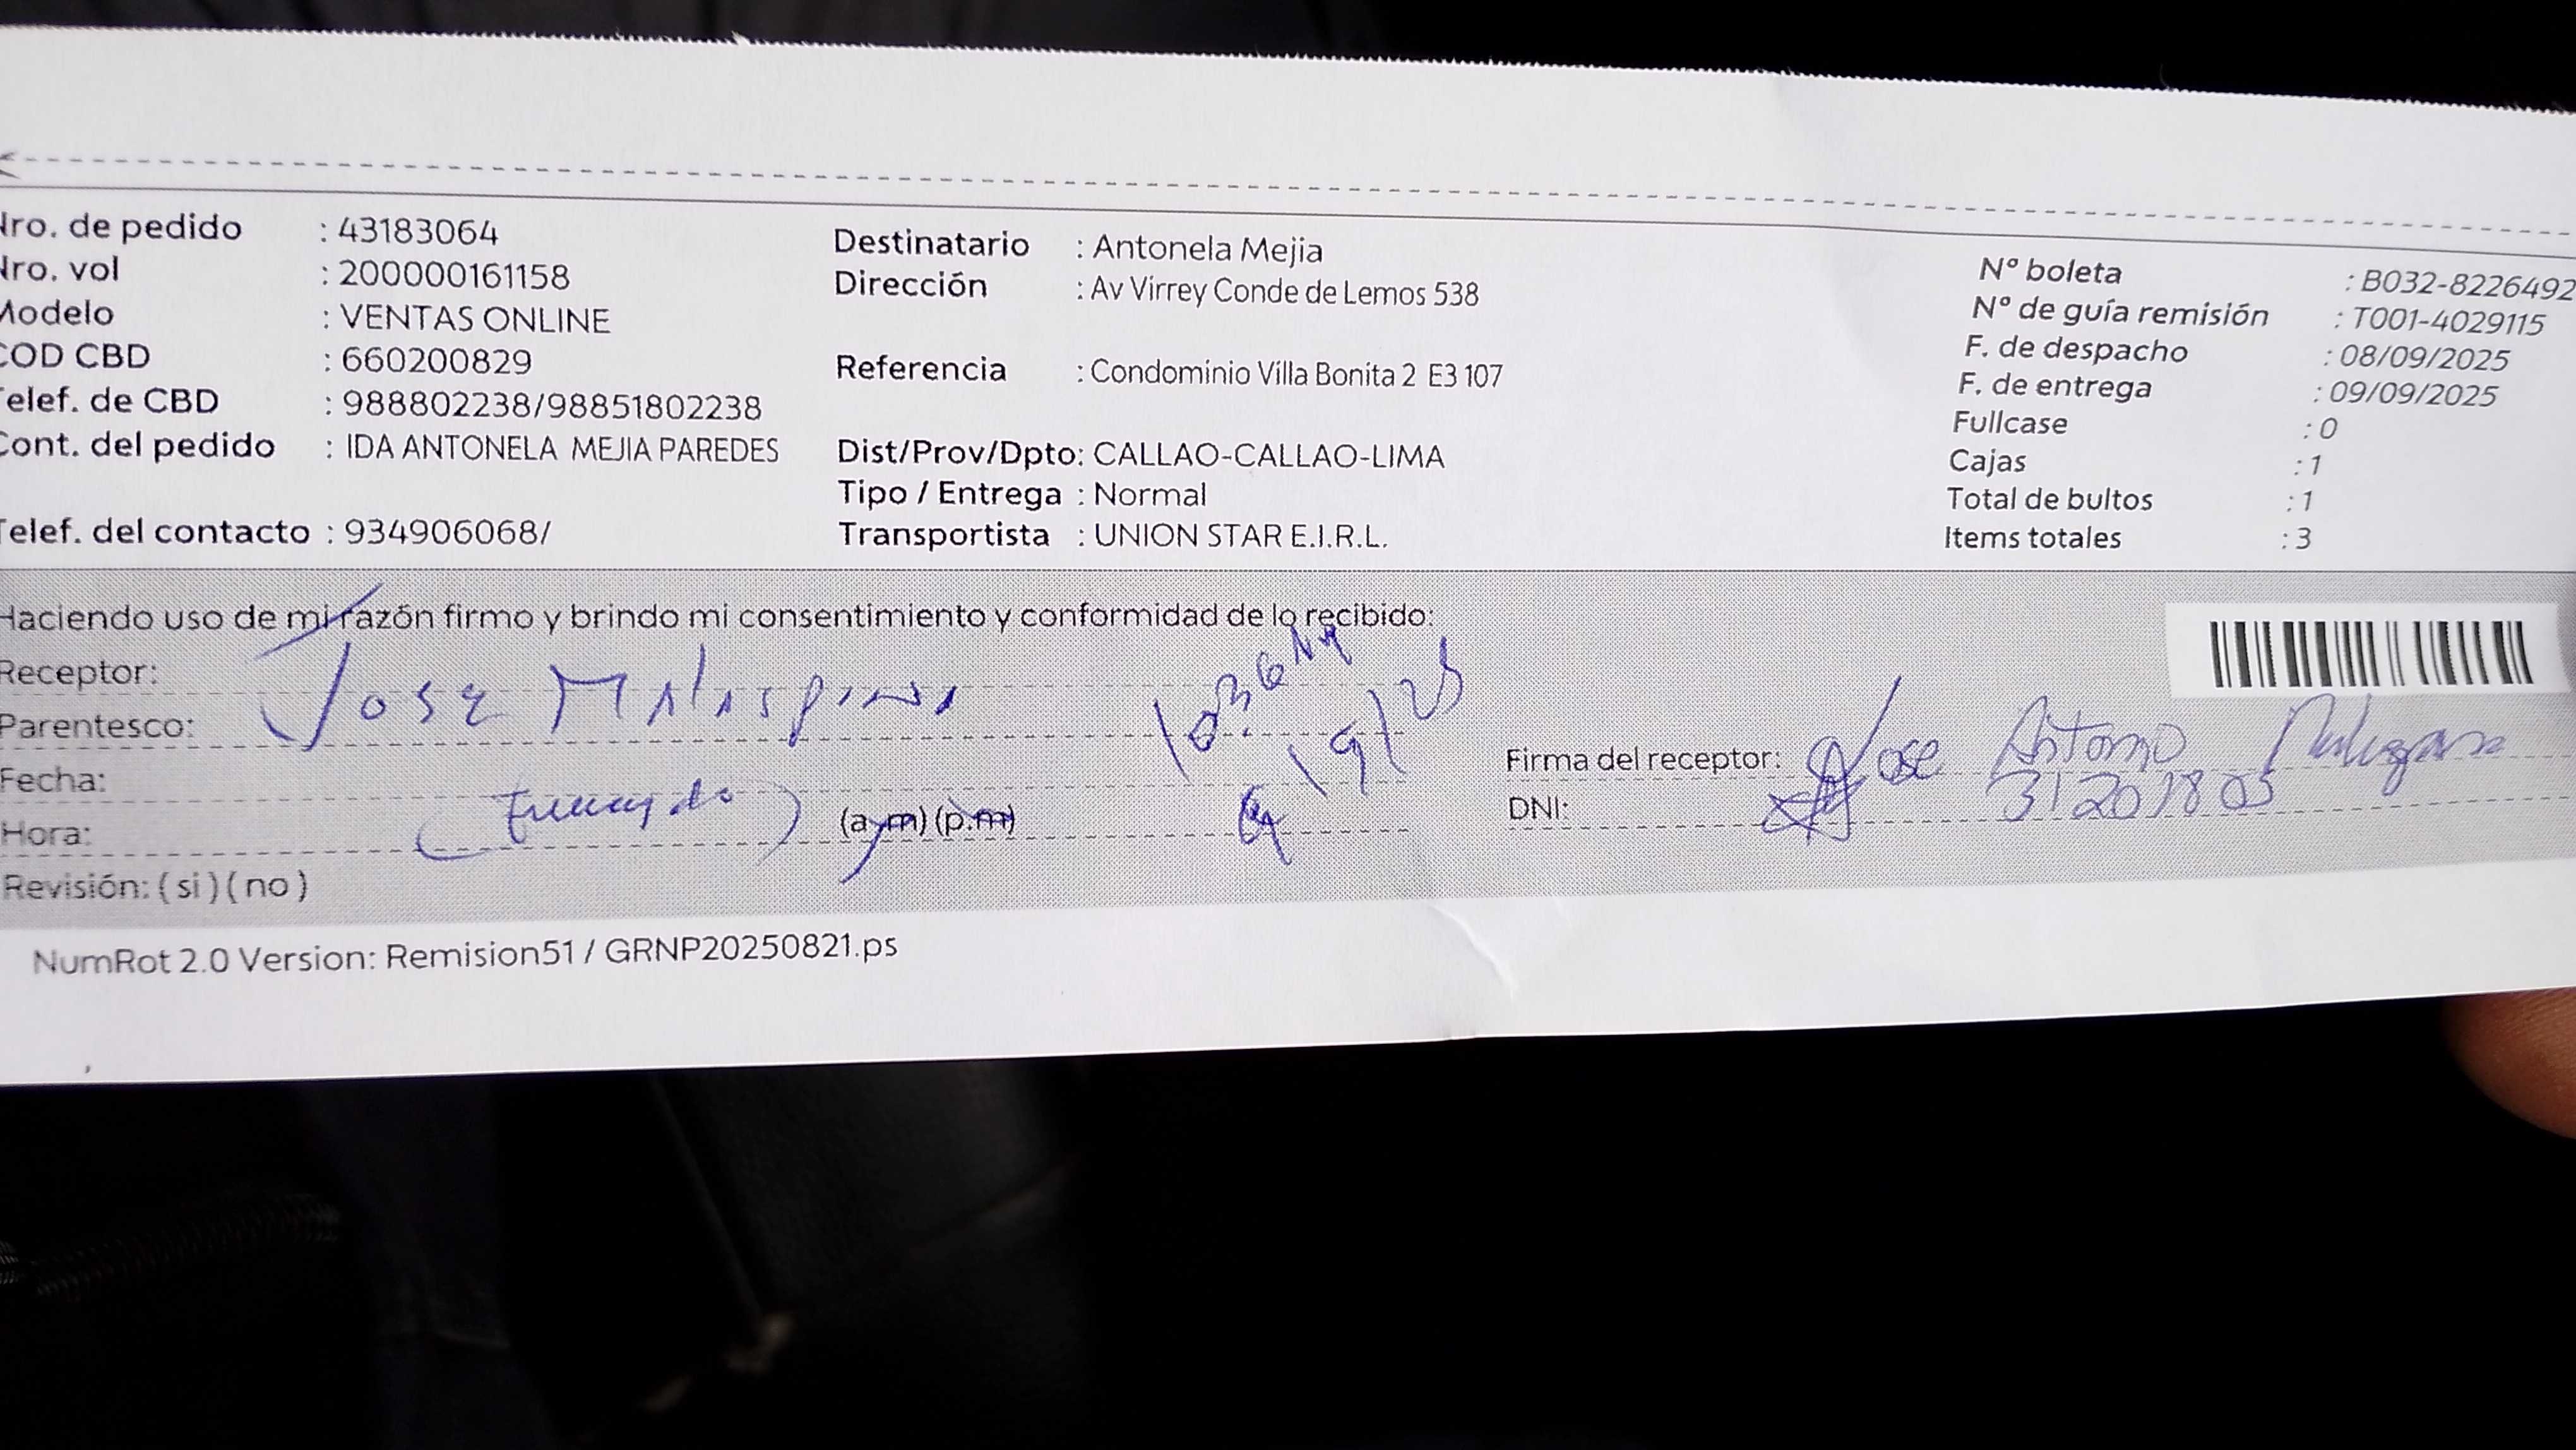 Nro. de pedido : 43183064
Nro. vol : 200000161158
Modelo : VENTAS ONLINE
COD CBD : 660200829
Telef. de CBD : 988802238/98851802238
Cont. del pedido : IDA ANTONELA MEJIA PAREDES
Telef. del contacto : 934906068/
Destinatario : Antonela Mejia
Dirección : Av Virrey Conde de Lemos 538
Referencia : Condominio Villa Bonita 2 E3 107
Dist/Prov/Dpto: CALLAO-CALLAO-LIMA
Tipo / Entrega : Normal
Transportista : UNION STAR E.I.R.L.
Nº boleta : B032-8226492
Nº de guía remisión : T001-4029115
F. de despacho : 08/09/2025
F. de entrega : 09/09/2025
Fullcase : 0
Cajas : 1
Total de bultos : 1
Items totales : 3
Haciendo uso de mi razón firmo y brindo mi consentimiento y conformidad de lo recibido:
Receptor: Jose
Parentesco:
Fecha:
Hora: (a.m) (p.m)
Revisión: ( si ) ( no )
Firma del receptor: Jose Antonio
DNI: 31201805
NumRot 2.0 Version: Remision51 / GRNP20250821.ps